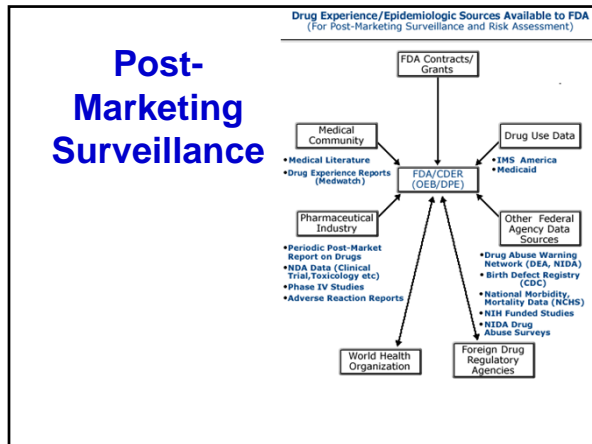 Post-
Marketing
Surveillance
Drug Experience/Epidemiologic Sources Available to FDA
(For Post-Marketing Surveillance and Risk Assessment)
FDA Contracts/
Grants
Medical
Community
•Medical Literature
•Drug Experience Reports
(Medwatch)
Drug Use Data
•IMS America
•Medicaid
FDA/CDER
(OEB/DPE)
Pharmaceutical
Industry
•Periodic Post-Market
Report on Drugs
•NDA Data (Clinical
Trial,Toxicology etc)
•Phase IV Studies
•Adverse Reaction Reports
Other Federal
Agency Data
Sources
•Drug Abuse Warning
Network (DEA, NIDA)
•Birth Defect Registry
(CDC)
•National Morbidity,
Mortality Data (NCHS)
•NIH Funded Studies
•NIDA Drug
Abuse Surveys
World Health
Organization
Foreign Drug
Regulatory
Agencies